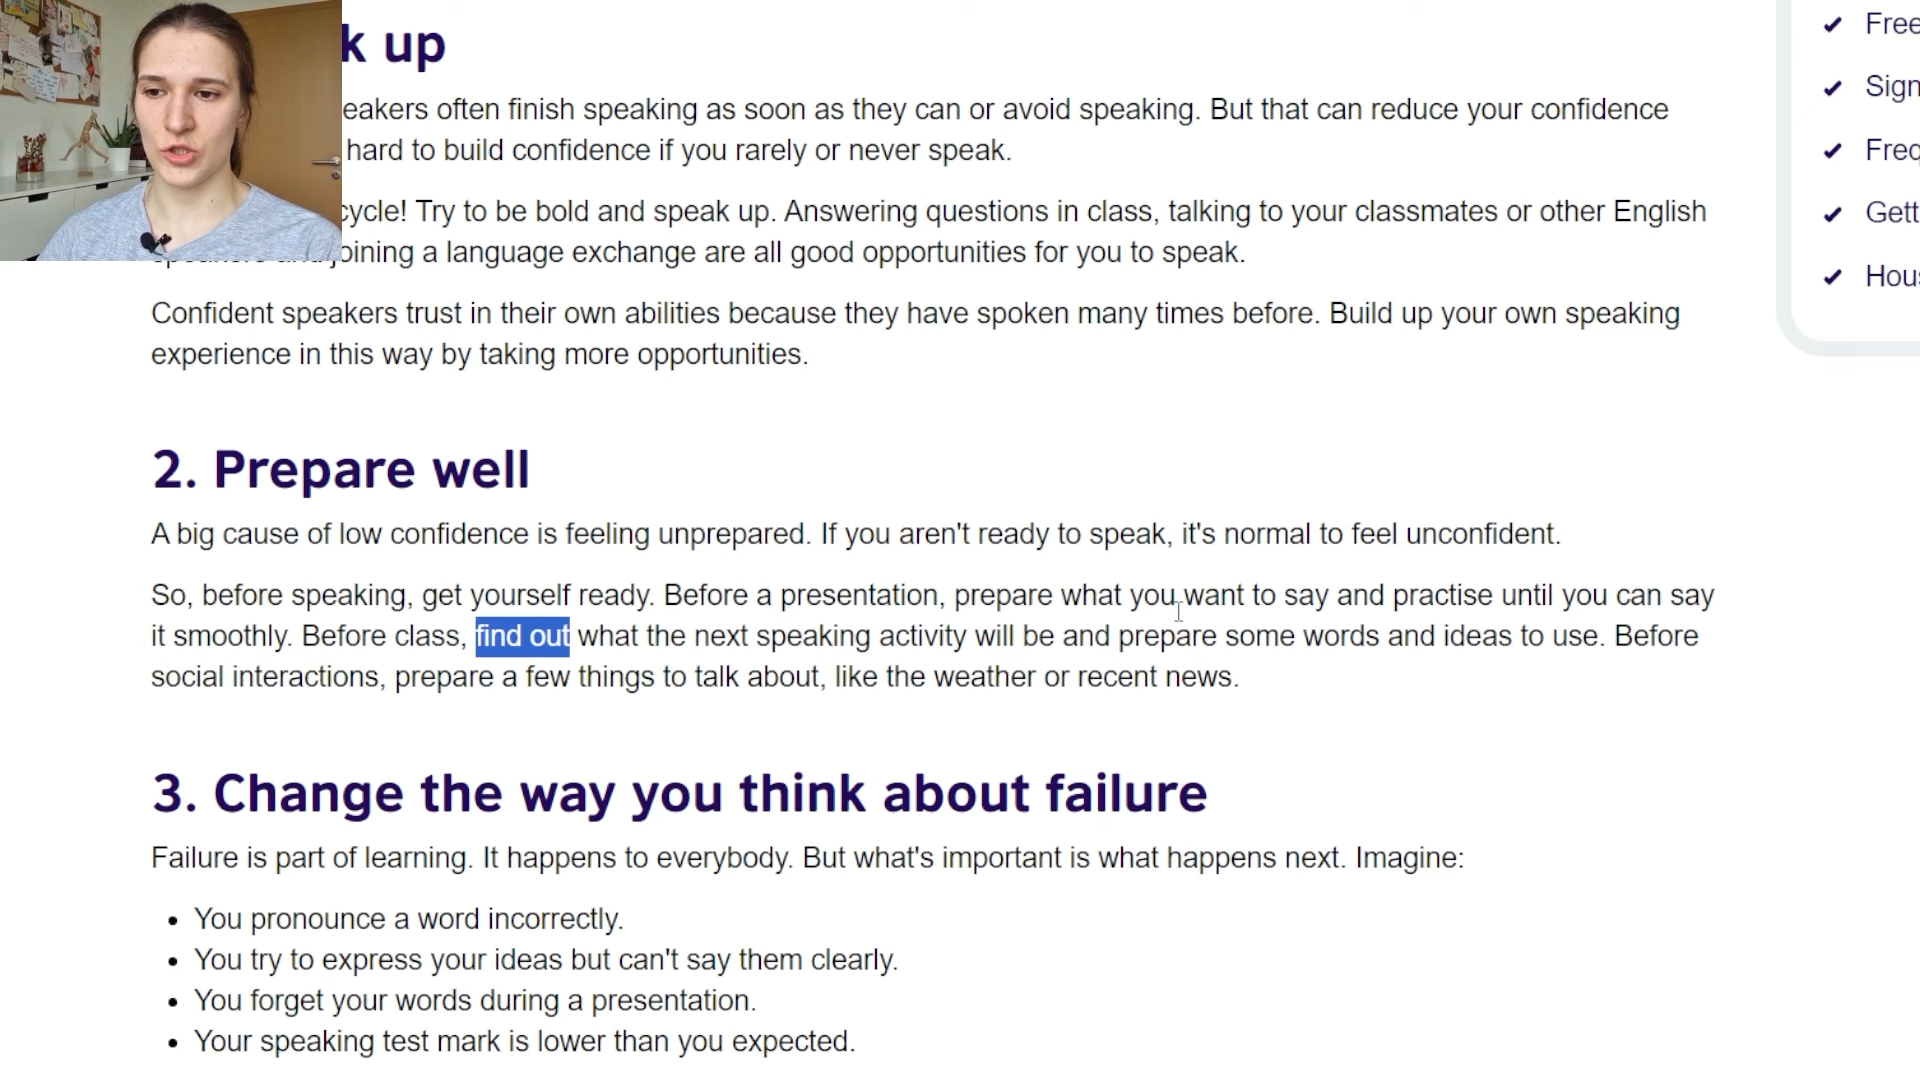 k up
eakers often finish speaking as soon as they can or avoid speaking. But that can reduce your confidence
hard to build confidence if you rarely or never speak.
cycle! Try to be bold and speak up. Answering questions in class, talking to your classmates or other English
joining a language exchange are all good opportunities for you to speak.
Confident speakers trust in their own abilities because they have spoken many times before. Build up your own speaking
experience in this way by taking more opportunities.
2. Prepare well
A big cause of low confidence is feeling unprepared. If you aren't ready to speak, it's normal to feel unconfident.
So, before speaking, get yourself ready. Before a presentation, prepare what you want to say and practise until you can say
it smoothly. Before class, find out what the next speaking activity will be and prepare some words and ideas to use. Before
social interactions, prepare a few things to talk about, like the weather or recent news.
3. Change the way you think about failure
Failure is part of learning. It happens to everybody. But what's important is what happens next. Imagine:
• You pronounce a word incorrectly.
• You try to express your ideas but can't say them clearly.
• You forget your words during a presentation.
• Your speaking test mark is lower than you expected.
✓ Free
✓ Sign
✓ Freq
✓ Gett
✓ Hous